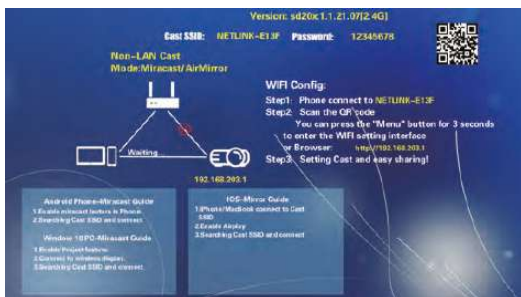 Version: sd20x1.1.21.07[2.4G]
Cast SSID: NETLINK-E13F Password: 12345678
Non-LAN Cast
Mode:Miracast/AirMirror
Waiting...
192.168.203.1
WIFI Config:
Step1: Phone connect to NETLINK-E13F
Step2: Scan the QR code
You can press the "Menu" button for 3 seconds
to enter the WIFI setting interface
or Browser: http://192.168.203.1
Step3: Setting Cast and easy sharing!
Android Phone-Miracast Guide
1.Enable miracast feature in Phone.
2.Searching Cast SSID and connect
Window 10 PC-Miracast Guide
1.Enable Project feature.
2.Connect to wireless display.
3.Searching Cast SSID and connect.
IOS-Mirror Guide
1.iPhone/MacBook connect to Cast
SSID
2.Enable Airplay
3.Searching Cast SSID and connect